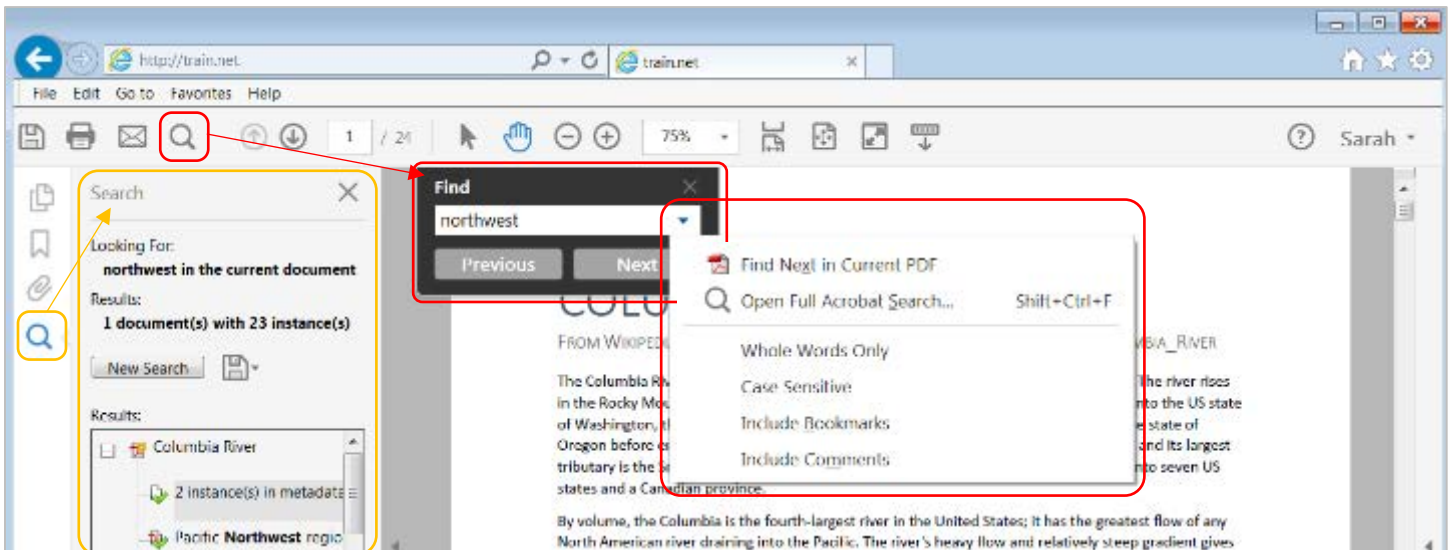 http://train.net
train.net
File Edit Go to Favorites Help
1 / 24
75%
Sarah
Search
Looking For:
northwest in the current document
Results:
1 document(s) with 23 instance(s)
New Search
Results:
Columbia River
2 instance(s) in metadata
Pacific Northwest regio
Find
northwest
Previous Next
Find Next in Current PDF
Open Full Acrobat Search... Shift+Ctrl+F
Whole Words Only
Case Sensitive
Include Bookmarks
Include Comments
COLU
FROM WIKIPED BIA_RIVER
The Columbia Riv The river rises
in the Rocky Mou nto the US state
of Washington, t e state of
Oregon before e and its largest
tributary is the S nto seven US
states and a Canadian province.
By volume, the Columbia is the fourth-largest river in the United States; it has the greatest flow of any
North American river draining into the Pacific. The river's heavy flow and relatively steep gradient gives